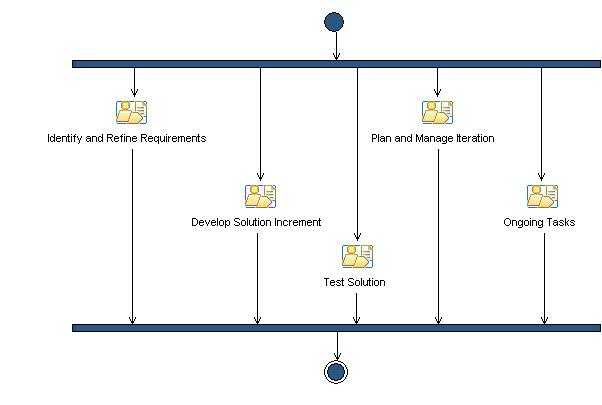 Identify and Refine Requirements
Plan and Manage Iteration
Develop Solution Increment
Ongoing Tasks
Test Solution